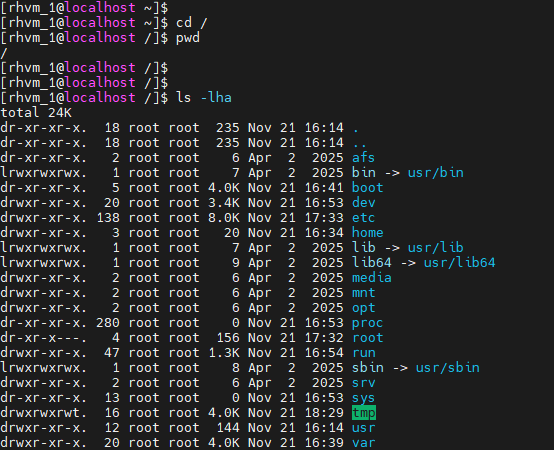 [rhvm_1@localhost ~]$
[rhvm_1@localhost ~]$ cd /
[rhvm_1@localhost /]$ pwd
/
[rhvm_1@localhost /]$
[rhvm_1@localhost /]$
[rhvm_1@localhost /]$ ls -lha
total 24K
dr-xr-xr-x.  18 root root  235 Nov 21 16:14 .
dr-xr-xr-x.  18 root root  235 Nov 21 16:14 ..
drwxr-xr-x.   2 root root    6 Apr  2  2025 afs
lrwxrwxrwx.   1 root root    7 Apr  2  2025 bin -> usr/bin
dr-xr-xr-x.   5 root root 4.0K Nov 21 16:41 boot
drwxr-xr-x.  20 root root 3.4K Nov 21 16:53 dev
drwxr-xr-x. 138 root root 8.0K Nov 21 17:33 etc
drwxr-xr-x.   3 root root   20 Nov 21 16:34 home
lrwxrwxrwx.   1 root root    7 Apr  2  2025 lib -> usr/lib
lrwxrwxrwx.   1 root root    9 Apr  2  2025 lib64 -> usr/lib64
drwxr-xr-x.   2 root root    6 Apr  2  2025 media
drwxr-xr-x.   2 root root    6 Apr  2  2025 mnt
drwxr-xr-x.   2 root root    6 Apr  2  2025 opt
dr-xr-xr-x. 280 root root    0 Nov 21 16:53 proc
dr-xr-x---.   4 root root  156 Nov 21 17:32 root
drwxr-xr-x.  47 root root 1.3K Nov 21 16:54 run
lrwxrwxrwx.   1 root root    8 Apr  2  2025 sbin -> usr/sbin
drwxr-xr-x.   2 root root    6 Apr  2  2025 srv
dr-xr-xr-x.  13 root root    0 Nov 21 16:53 sys
drwxrwxrwt.  16 root root 4.0K Nov 21 18:29 tmp
drwxr-xr-x.  12 root root  144 Nov 21 16:14 usr
drwxr-xr-x.  20 root root 4.0K Nov 21 16:39 var